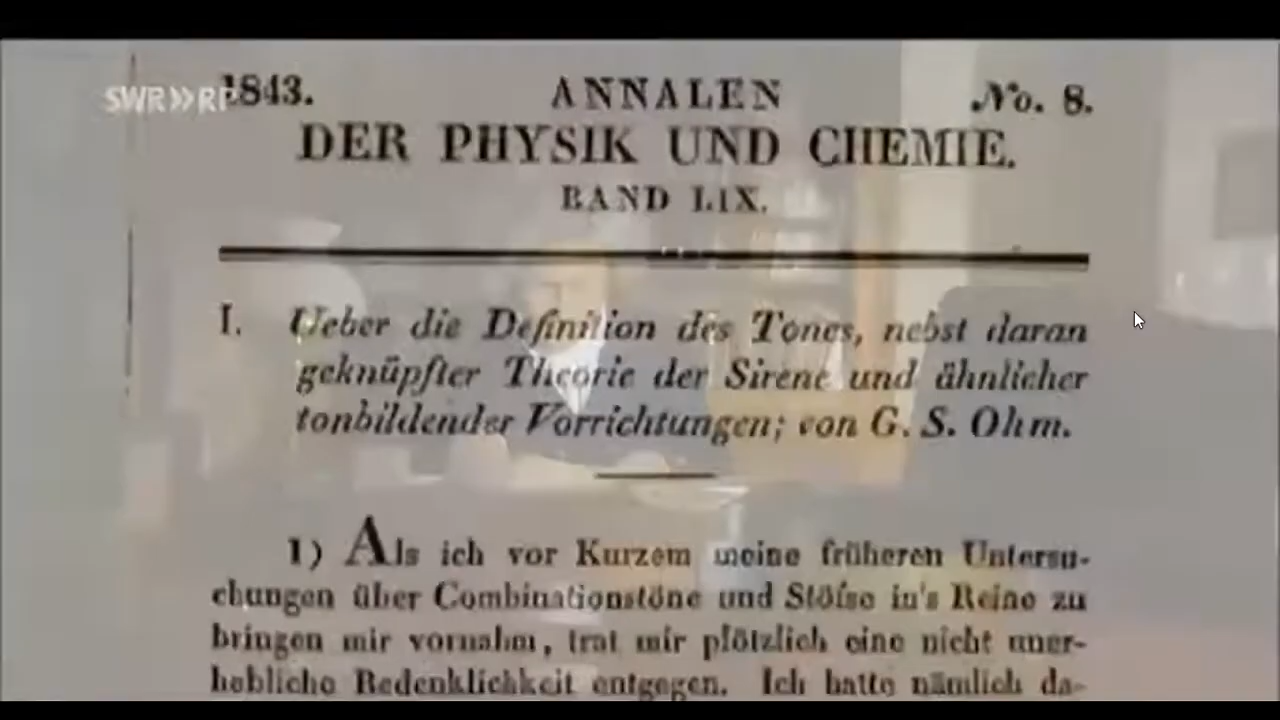 SWR»RP
1843. ANNALEN No. 8.
DER PHYSIK UND CHEMIE.
BAND LIX.
I. Ueber die Definition des Tones, nebst daran
geknüpfter Theorie der Sirene und ähnlicher
tonbildender Vorrichtungen; von G. S. Ohm.
1) Als ich vor Kurzem meine früheren Untersu-
chungen über Combinationstöne und Stöſse in's Reine zu
bringen mir vornahm, trat mir plötzlich eine nicht uner-
hebliche Bedenklichkeit entgegen. Ich hatte nämlich da-